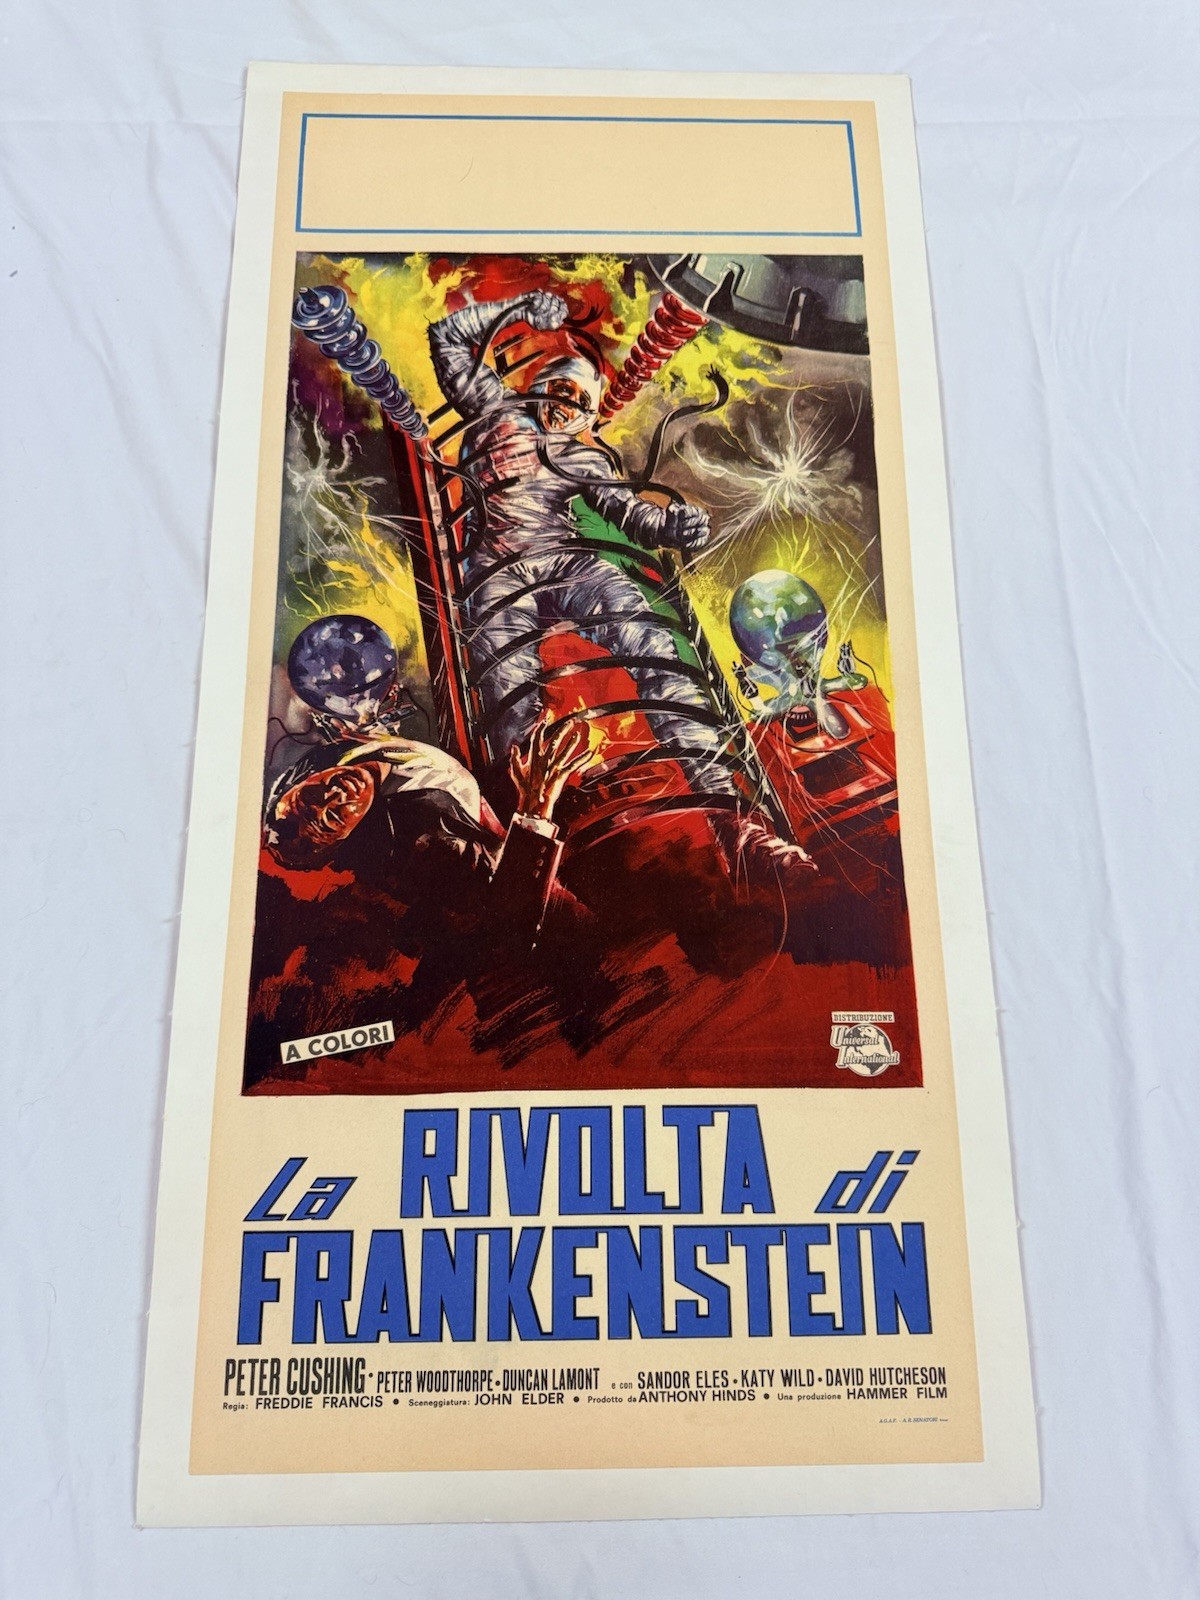 A COLORI
DISTRIBUZIONE
Universal
International
La RIVOLTA di
FRANKENSTEIN
PETER CUSHING • PETER WOODTHORPE • DUNCAN LAMONT e con SANDOR ELES • KATY WILD • DAVID HUTCHESON
Regia: FREDDIE FRANCIS • Sceneggiatura: JOHN ELDER • Prodotto da ANTHONY HINDS • Una produzione HAMMER FILM